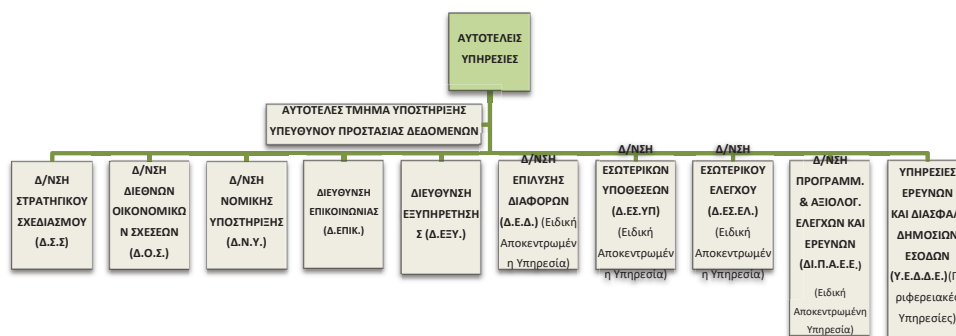 ΑΥΤΟΤΕΛΕΙΣ
ΥΠΗΡΕΣΙΕΣ
ΑΥΤΟΤΕΛΕΣ ΤΜΗΜΑ ΥΠΟΣΤΗΡΙΞΗΣ
ΥΠΕΥΘΥΝΟΥ ΠΡΟΣΤΑΣΙΑΣ ΔΕΔΟΜΕΝΩΝ
Δ/ΝΣΗ
ΣΤΡΑΤΗΓΙΚΟΥ
ΣΧΕΔΙΑΣΜΟΥ
(Δ.Σ.Σ)
Δ/ΝΣΗ
ΔΙΕΘΝΩΝ
ΟΙΚΟΝΟΜΙΚΩ
Ν ΣΧΕΣΕΩΝ
(Δ.Ο.Σ.)
Δ/ΝΣΗ
ΝΟΜΙΚΗΣ
ΥΠΟΣΤΗΡΙΞΗΣ
(Δ.Ν.Υ.)
ΔΙΕΥΘΥΝΣΗ
ΕΠΙΚΟΙΝΩΝΙΑΣ
(Δ.ΕΠΙΚ.)
ΔΙΕΥΘΥΝΣΗ
ΕΞΥΠΗΡΕΤΗΣΗ
Σ (Δ.ΕΞΥ.)
Δ/ΝΣΗ
ΕΠΙΛΥΣΗΣ
ΔΙΑΦΟΡΩΝ
(Δ.Ε.Δ.) (Ειδική
Αποκεντρωμέν
η Υπηρεσία)
Δ/ΝΣΗ
ΕΣΩΤΕΡΙΚΩΝ
ΥΠΟΘΕΣΕΩΝ
(Δ.ΕΣ.ΥΠ)
(Ειδική
Αποκεντρωμέν
η Υπηρεσία)
Δ/ΝΣΗ
ΕΣΩΤΕΡΙΚΟΥ
ΕΛΕΓΧΟΥ
(Δ.ΕΣ.ΕΛ.)
(Ειδική
Αποκεντρωμέν
η Υπηρεσία)
Δ/ΝΣΗ
ΠΡΟΓΡΑΜΜ.
& ΑΞΙΟΛΟΓ.
ΕΛΕΓΧΩΝ ΚΑΙ
ΕΡΕΥΝΩΝ
(ΔΙ.Π.Α.Ε.Ε.)
(Ειδική
Αποκεντρωμένη
Υπηρεσία)
ΥΠΗΡΕΣΙΕΣ
ΕΡΕΥΝΩΝ
ΚΑΙ ΔΙΑΣΦΑΛ
ΔΗΜΟΣΙΩΝ
ΕΣΟΔΩΝ
(Υ.Ε.Δ.Δ.Ε.)(Πε
ριφερειακές
Υπηρεσίες)